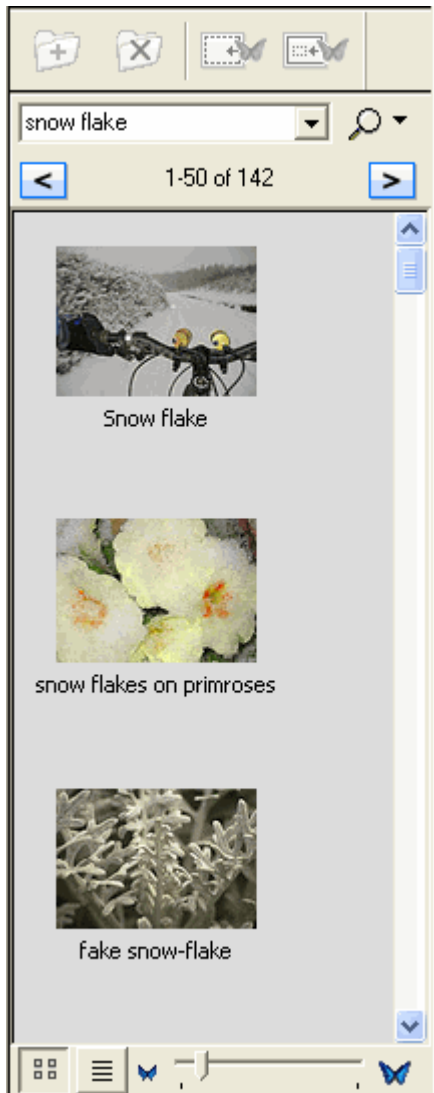 snow flake
< 1-50 of 142 >
Snow flake
snow flakes on primroses
fake snow-flake